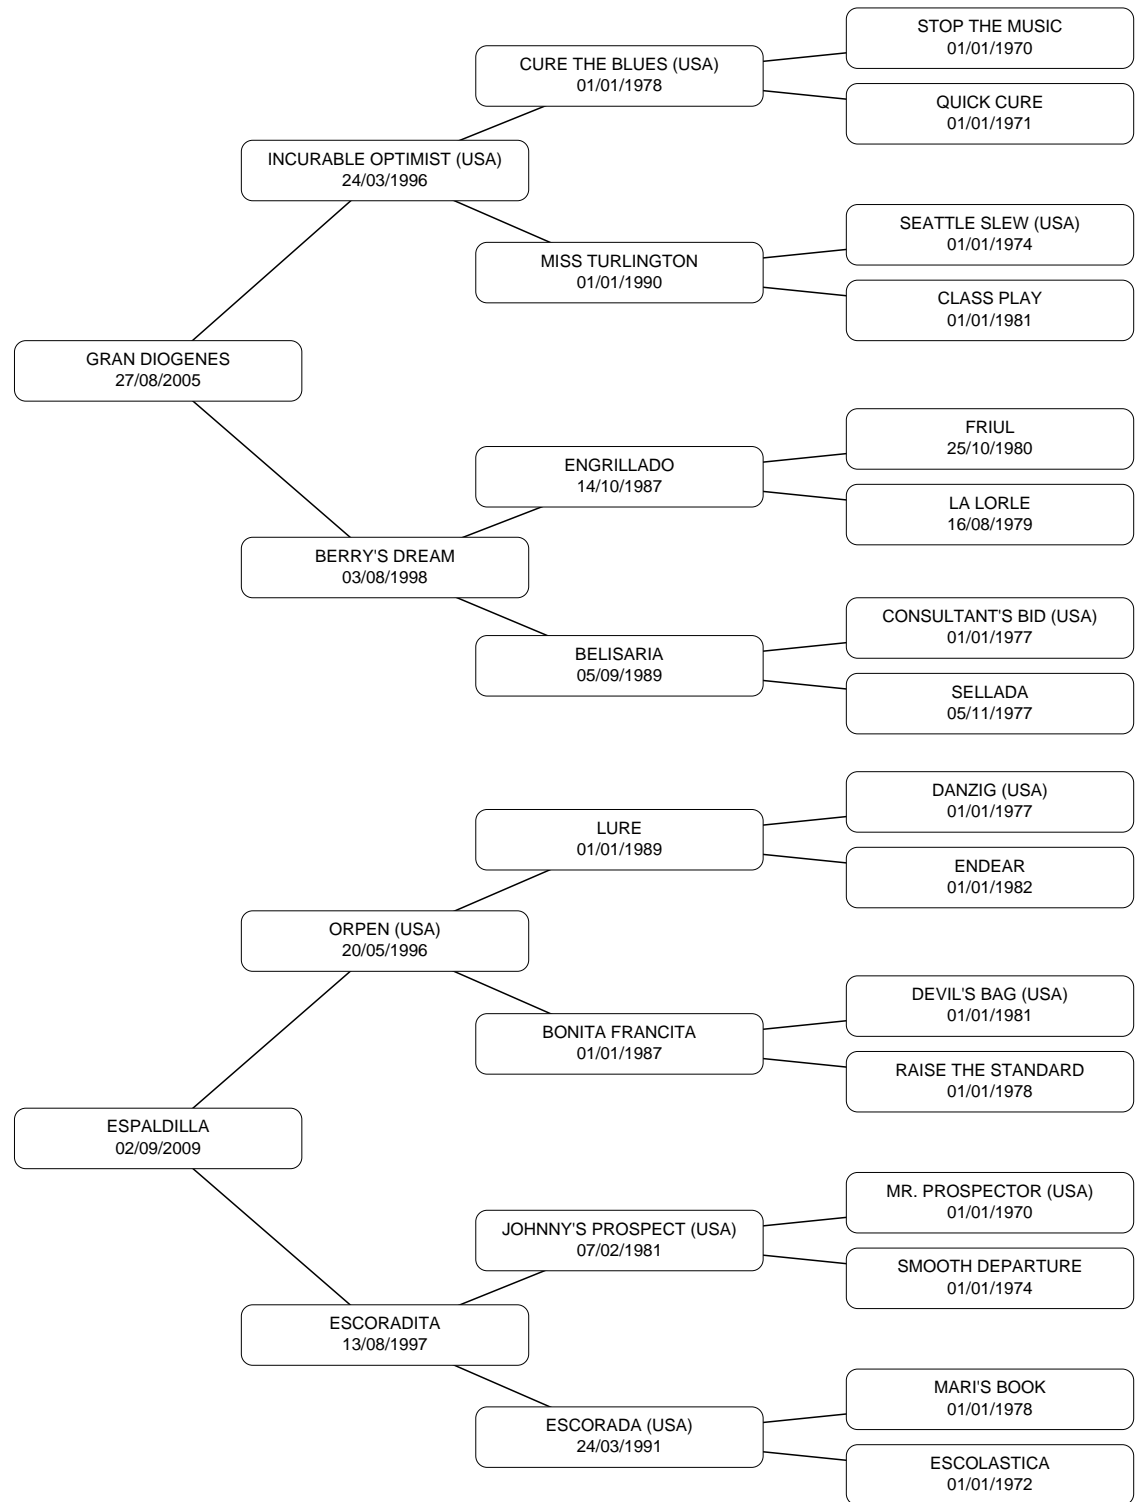 STOP THE MUSIC
01/01/1970
CURE THE BLUES (USA)
01/01/1978
QUICK CURE
01/01/1971
INCURABLE OPTIMIST (USA)
24/03/1996
SEATTLE SLEW (USA)
01/01/1974
MISS TURLINGTON
01/01/1990
CLASS PLAY
01/01/1981
GRAN DIOGENES
27/08/2005
FRIUL
25/10/1980
ENGRILLADO
14/10/1987
LA LORLE
16/08/1979
BERRY'S DREAM
03/08/1998
CONSULTANT'S BID (USA)
01/01/1977
BELISARIA
05/09/1989
SELLADA
05/11/1977
DANZIG (USA)
01/01/1977
LURE
01/01/1989
ENDEAR
01/01/1982
ORPEN (USA)
20/05/1996
DEVIL'S BAG (USA)
01/01/1981
BONITA FRANCITA
01/01/1987
RAISE THE STANDARD
01/01/1978
ESPALDILLA
02/09/2009
MR. PROSPECTOR (USA)
01/01/1970
JOHNNY'S PROSPECT (USA)
07/02/1981
SMOOTH DEPARTURE
01/01/1974
ESCORADITA
13/08/1997
MARI'S BOOK
01/01/1978
ESCORADA (USA)
24/03/1991
ESCOLASTICA
01/01/1972